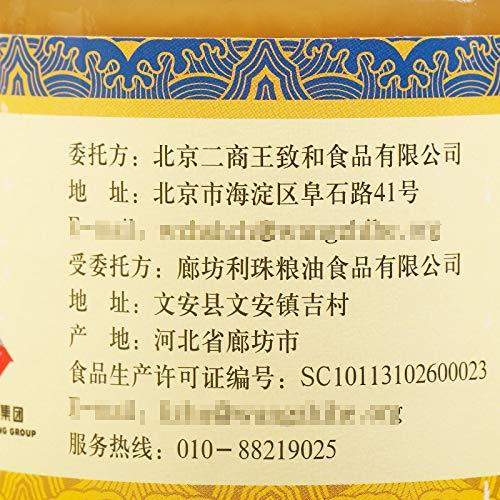 委托方：北京二商王致和食品有限公司
地 址：北京市海淀区阜石路41号
受委托方：廊坊利珠粮油食品有限公司
地 址：文安县文安镇吉村
产 地：河北省廊坊市
食品生产许可证编号：SC10113102600023
服务热线：010-88219025
集团
NG GROUP